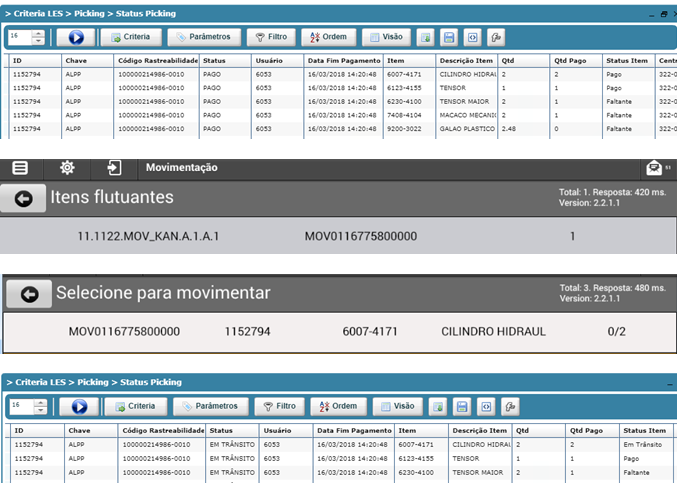 > Criteria LES > Picking > Status Picking
16 Criteria Parámetros Filtro Ordem Visão
ID Chave Código Rastreabilidade Status Usuário Data Fim Pagamento Item Descrição Item Qtd Qtd Pago Status Item Centr
1152794 ALPP 100000214986-0010 PAGO 6053 16/03/2018 14:20:48 6007-4171 CILINDRO HIDRAL 2 2 Pago 322-0
1152794 ALPP 100000214986-0010 PAGO 6053 16/03/2018 14:20:48 6123-4155 TENSOR 1 1 Pago 322-0
1152794 ALPP 100000214986-0010 PAGO 6053 16/03/2018 14:20:48 6230-4100 TENSOR MAIOR 2 1 Faltante 322-0
1152794 ALPP 100000214986-0010 PAGO 6053 16/03/2018 14:20:48 7408-4104 MACACO MECANIC 2 1 Faltante 322-0
1152794 ALPP 100000214986-0010 PAGO 6053 16/03/2018 14:20:48 9200-3022 GALAO PLASTICO 2.48 0 Faltante 322-0
Movimentação 51
Itens flutuantes
Total: 1. Resposta: 420 ms.
Version: 2.2.1.1
11.1122.MOV_KAN.A.1.A.1 MOV0116775800000 1
Selecione para movimentar
Total: 3. Resposta: 480 ms.
Version: 2.2.1.1
MOV0116775800000 1152794 6007-4171 CILINDRO HIDRAUL 0/2
> Criteria LES > Picking > Status Picking
16 Criteria Parámetros Filtro Ordem Visão
ID Chave Código Rastreabilidade Status Usuário Data Fim Pagamento Item Descrição Item Qtd Qtd Pago Status Item
1152794 ALPP 100000214986-0010 EM TRÂNSITO 6053 16/03/2018 14:20:48 6007-4171 CILINDRO HIDRAL 2 2 Em Trânsito
1152794 ALPP 100000214986-0010 EM TRÂNSITO 6053 16/03/2018 14:20:48 6123-4155 TENSOR 1 1 Pago
1152794 ALPP 100000214986-0010 EM TRÂNSITO 6053 16/03/2018 14:20:48 6230-4100 TENSOR MAIOR 2 1 Faltante